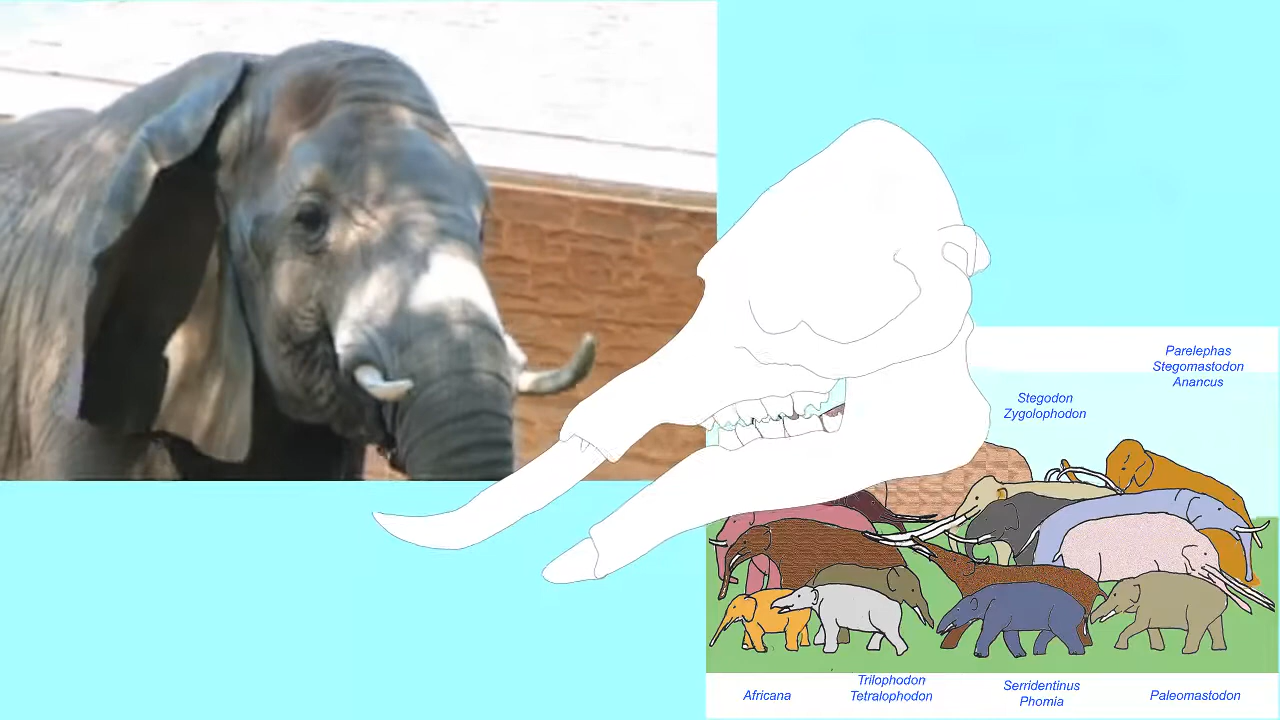 Parelephas
Stegomastodon
Anancus
Stegodon
Zygolophodon
Africana
Trilophodon
Tetralophodon
Serridentinus
Phomia
Paleomastodon